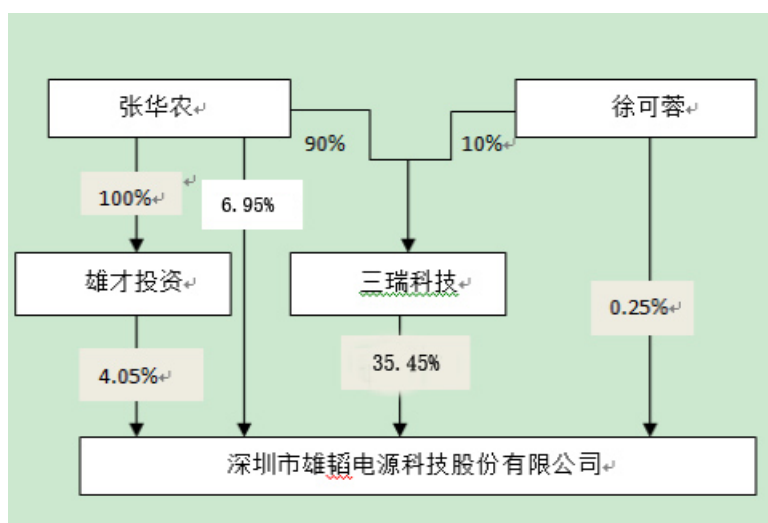 张华农
徐可蓉
90%
10%
100%
6.95%
雄才投资
三瑞科技
0.25%
4.05%
35.45%
深圳市雄韬电源科技股份有限公司